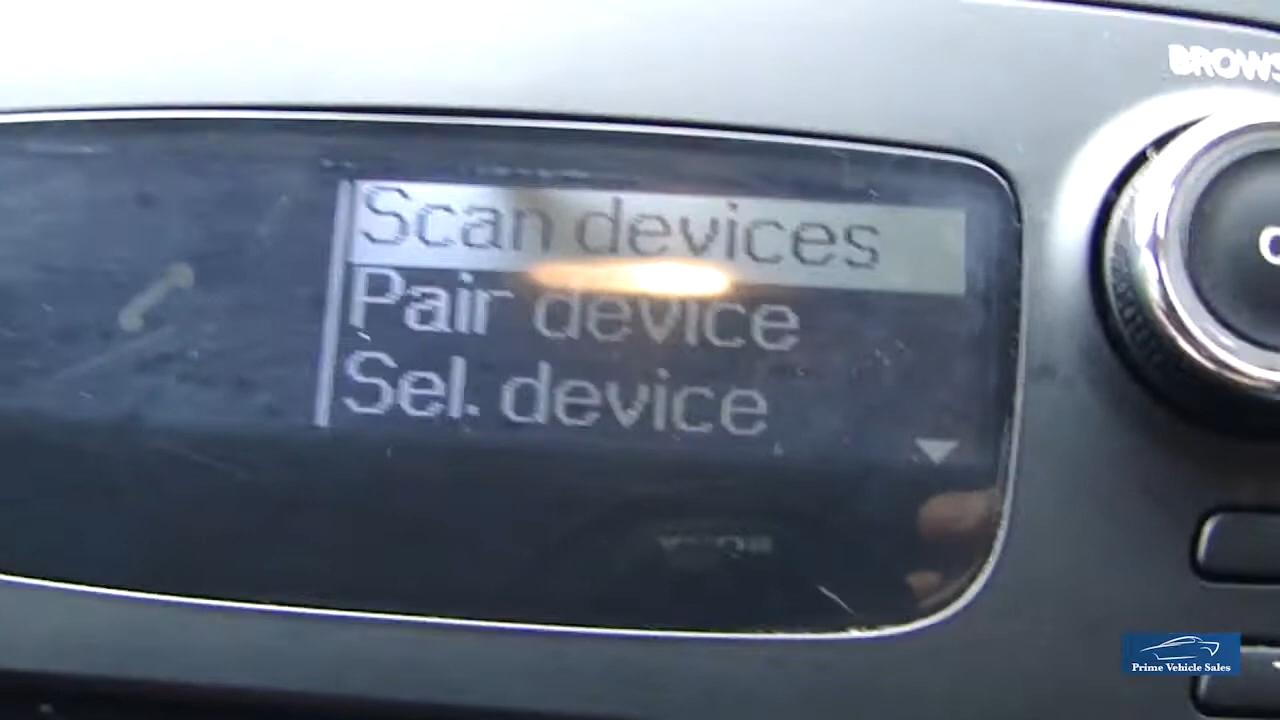 BROWS
Scan devices
Pair device
Sel. device
Prime Vehicle Sales